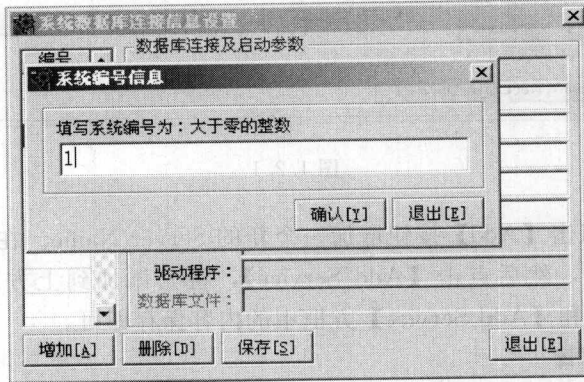 系统数据库连接信息设置
编号
数据库连接及启动参数
系统编号信息
填写系统编号为：大于零的整数
1
确认[Y]
退出[E]
驱动程序：
数据库文件：
增加[A]
删除[D]
保存[S]
退出[E]